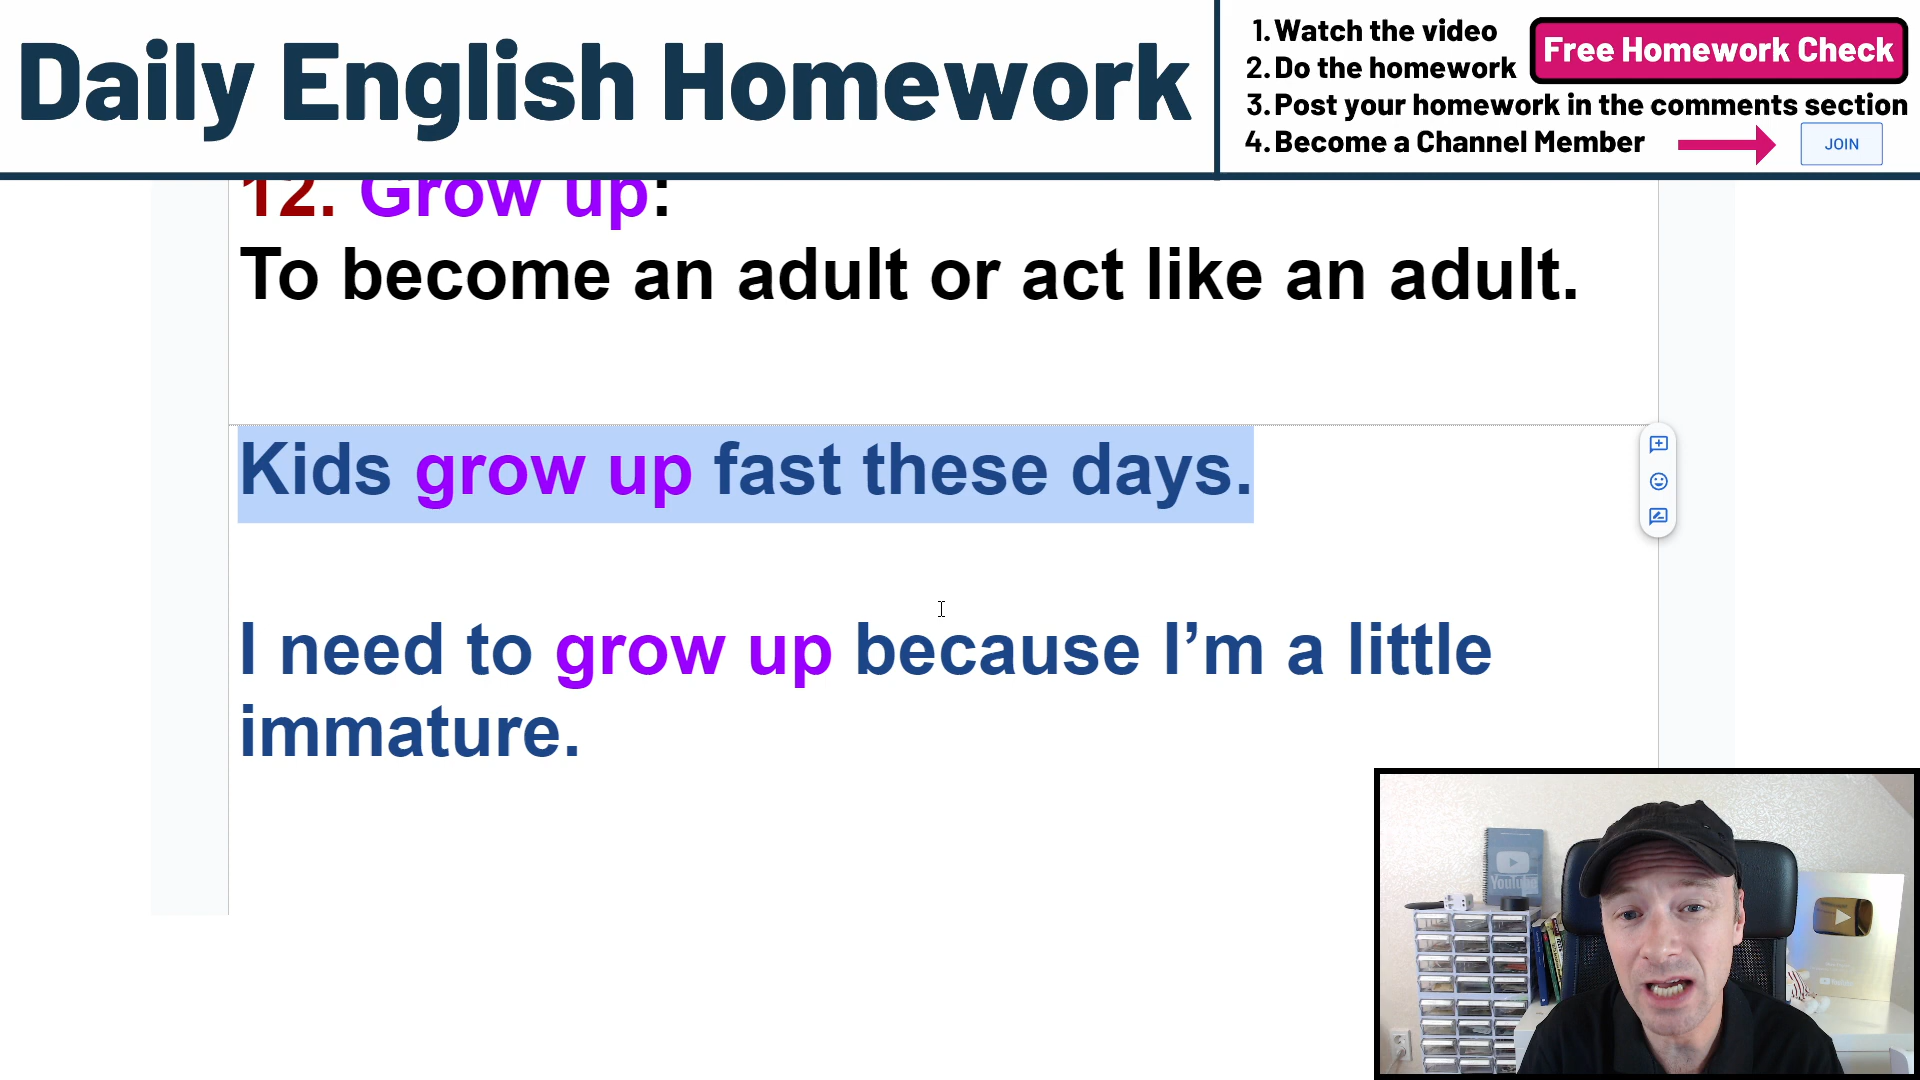 Daily English Homework
1. Watch the video
2. Do the homework
Free Homework Check
3. Post your homework in the comments section
4. Become a Channel Member
JOIN
12. Grow up:
To become an adult or act like an adult.
Kids grow up fast these days.
I need to grow up because I’m a little
immature.
YouTube